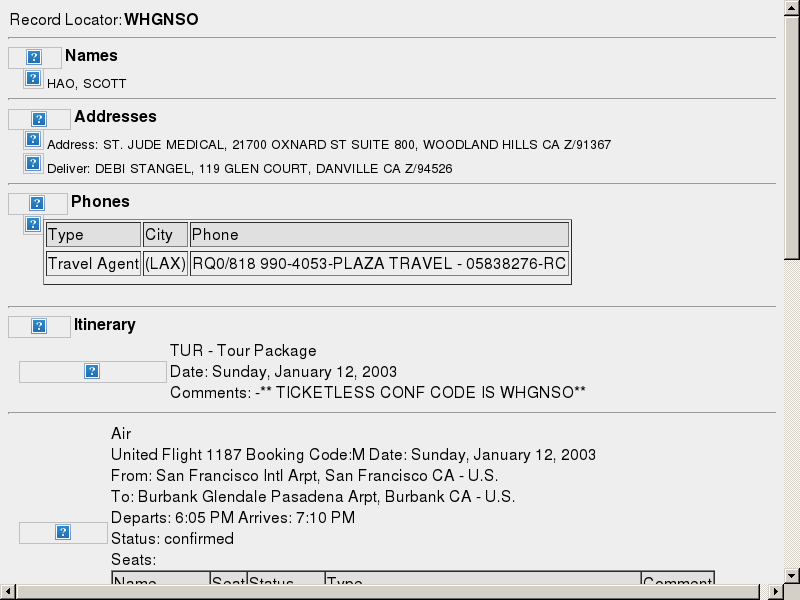 Record Locator: WHGNSO
Names
HAO, SCOTT
Addresses
Address: ST. JUDE MEDICAL, 21700 OXNARD ST SUITE 800, WOODLAND HILLS CA Z/91367
Deliver: DEBI STANGEL, 119 GLEN COURT, DANVILLE CA Z/94526
Phones
Type City Phone
Travel Agent (LAX) RQ0/818 990-4053-PLAZA TRAVEL - 05838276-RC
Itinerary
TUR - Tour Package
Date: Sunday, January 12, 2003
Comments: -** TICKETLESS CONF CODE IS WHGNSO**
Air
United Flight 1187 Booking Code:M Date: Sunday, January 12, 2003
From: San Francisco Intl Arpt, San Francisco CA - U.S.
To: Burbank Glendale Pasadena Arpt, Burbank CA - U.S.
Departs: 6:05 PM Arrives: 7:10 PM
Status: confirmed
Seats:
Name Seat Status Type Comment